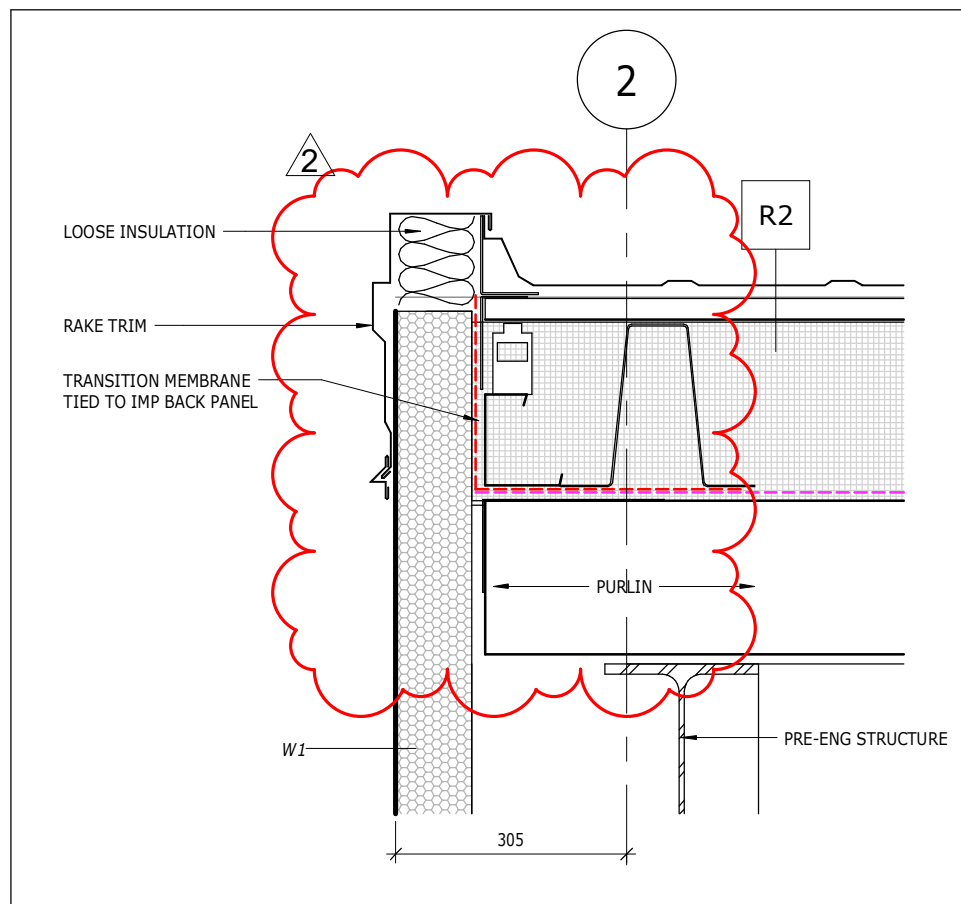 2
2
R2
LOOSE INSULATION
RAKE TRIM
TRANSITION MEMBRANE
TIED TO IMP BACK PANEL
PURLIN
W1
PRE-ENG STRUCTURE
305